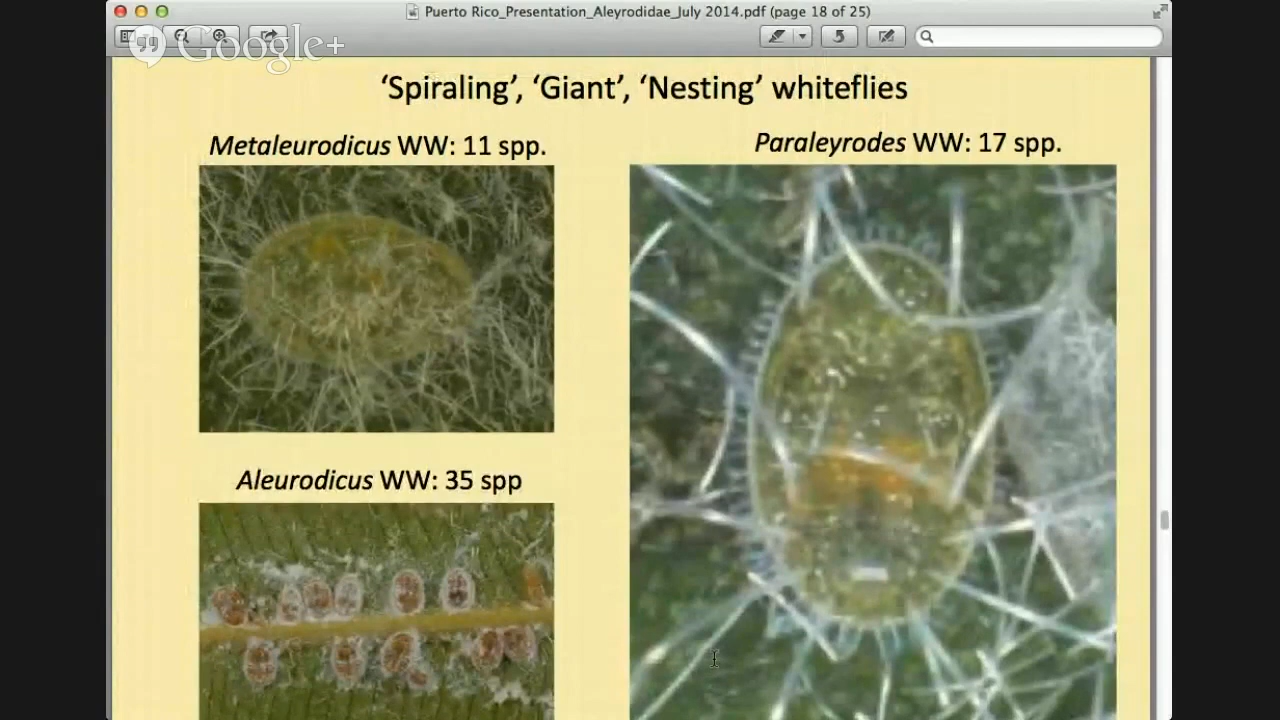 Puerto Rico_Presentation_Aleyrodidae_July 2014.pdf (page 18 of 25)
Google+
‘Spiraling’, ‘Giant’, ‘Nesting’ whiteflies
Metaleurodicus WW: 11 spp.
Paraleyrodes WW: 17 spp.
Aleurodicus WW: 35 spp